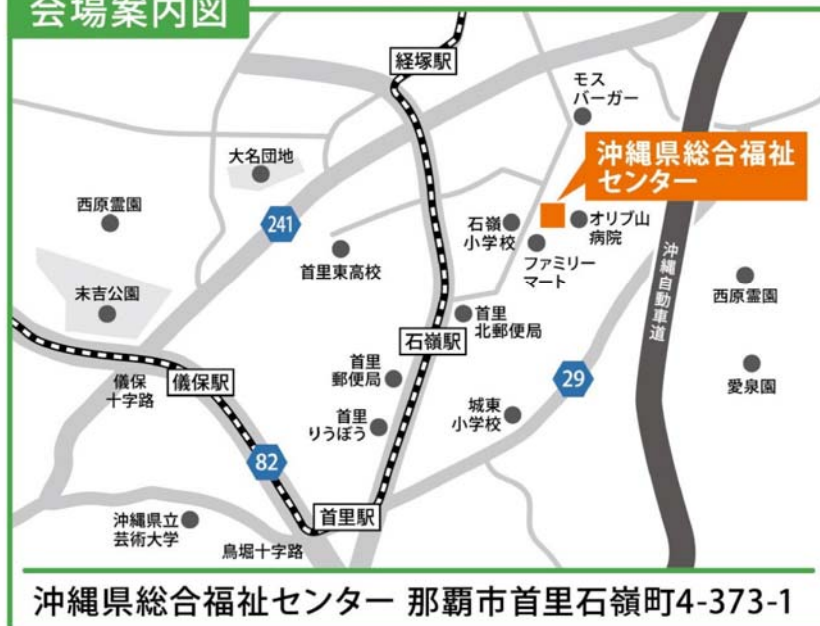 会場案内図
経塚駅
モス
バーガー
大名団地
沖縄県総合福祉
センター
西原霊園
241
石嶺
小学校
オリブ山
病院
首里東高校
ファミリー
マート
沖縄自動車道
西原霊園
末吉公園
首里
北郵便局
石嶺駅
儀保
十字路
儀保駅
首里
郵便局
29
愛泉園
城東
小学校
首里
りうぼう
82
首里駅
沖縄県立
芸術大学
鳥堀十字路
沖縄県総合福祉センター 那覇市首里石嶺町4-373-1